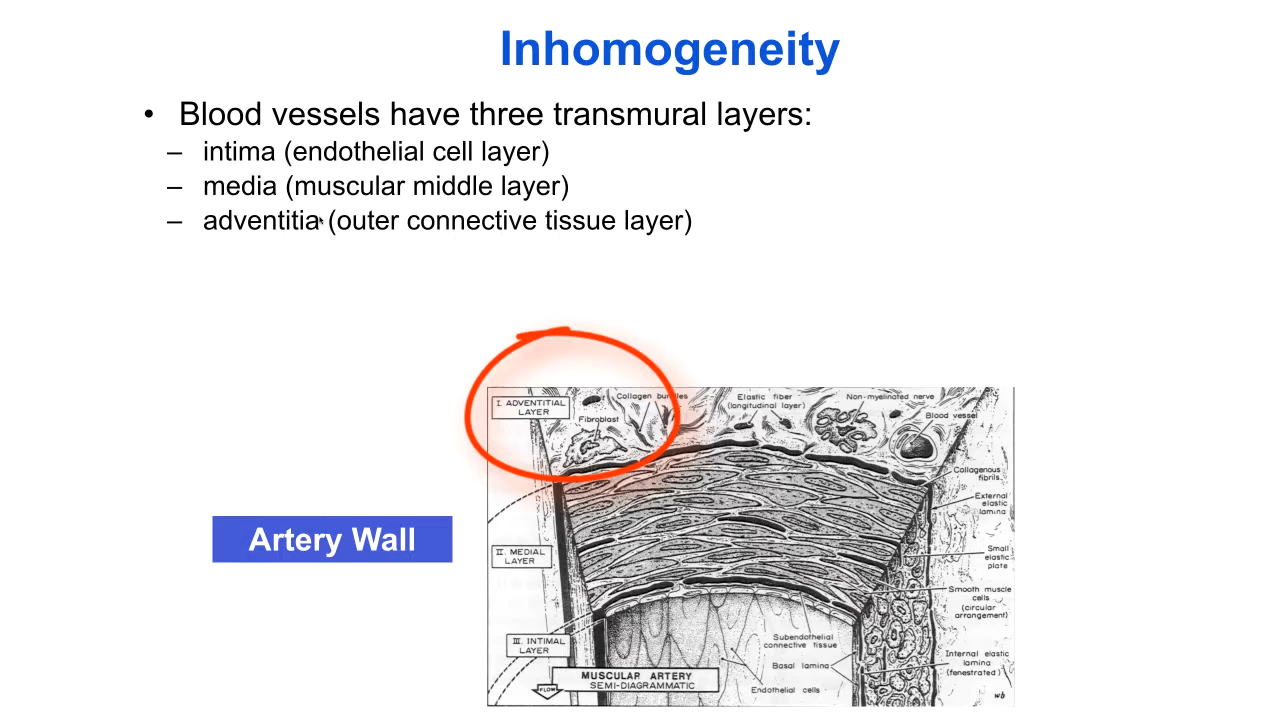 Inhomogeneity
• Blood vessels have three transmural layers:
– intima (endothelial cell layer)
– media (muscular middle layer)
– adventitia (outer connective tissue layer)
Artery Wall
I. ADVENTITIAL
LAYER
Collagen bundles
Fibroblast
Elastic fiber
(longitudinal layer)
Non-myelinated nerve
Blood vessel
Collagenous
fibrils
External
elastic
lamina
II. MEDIAL
LAYER
Small
elastic
plate
Smooth muscle
cells
(circular
arrangement)
III. INTIMAL
LAYER
Subendothelial
connective tissue
Basal lamina
Internal elastic
lamina
(fenestrated)
Endothelial cells
MUSCULAR ARTERY
SEMI-DIAGRAMMATIC
FLOW
wb